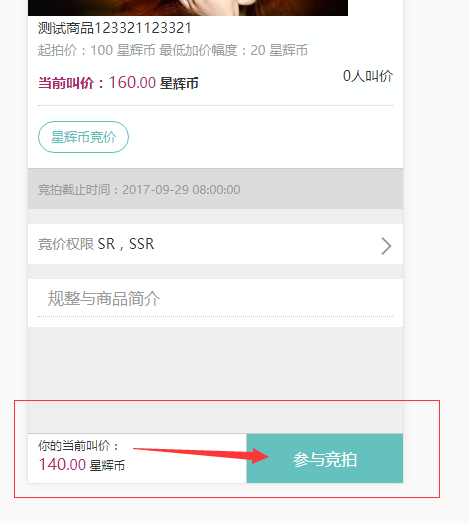 测试商品123321123321
起拍价：100 星辉币 最低加价幅度：20 星辉币
当前叫价：160.00 星辉币
0人叫价
星辉币竞价
竞拍截止时间：2017-09-29 08:00:00
竞价权限 SR，SSR
规整与商品简介
你的当前叫价：
140.00 星辉币
参与竞拍